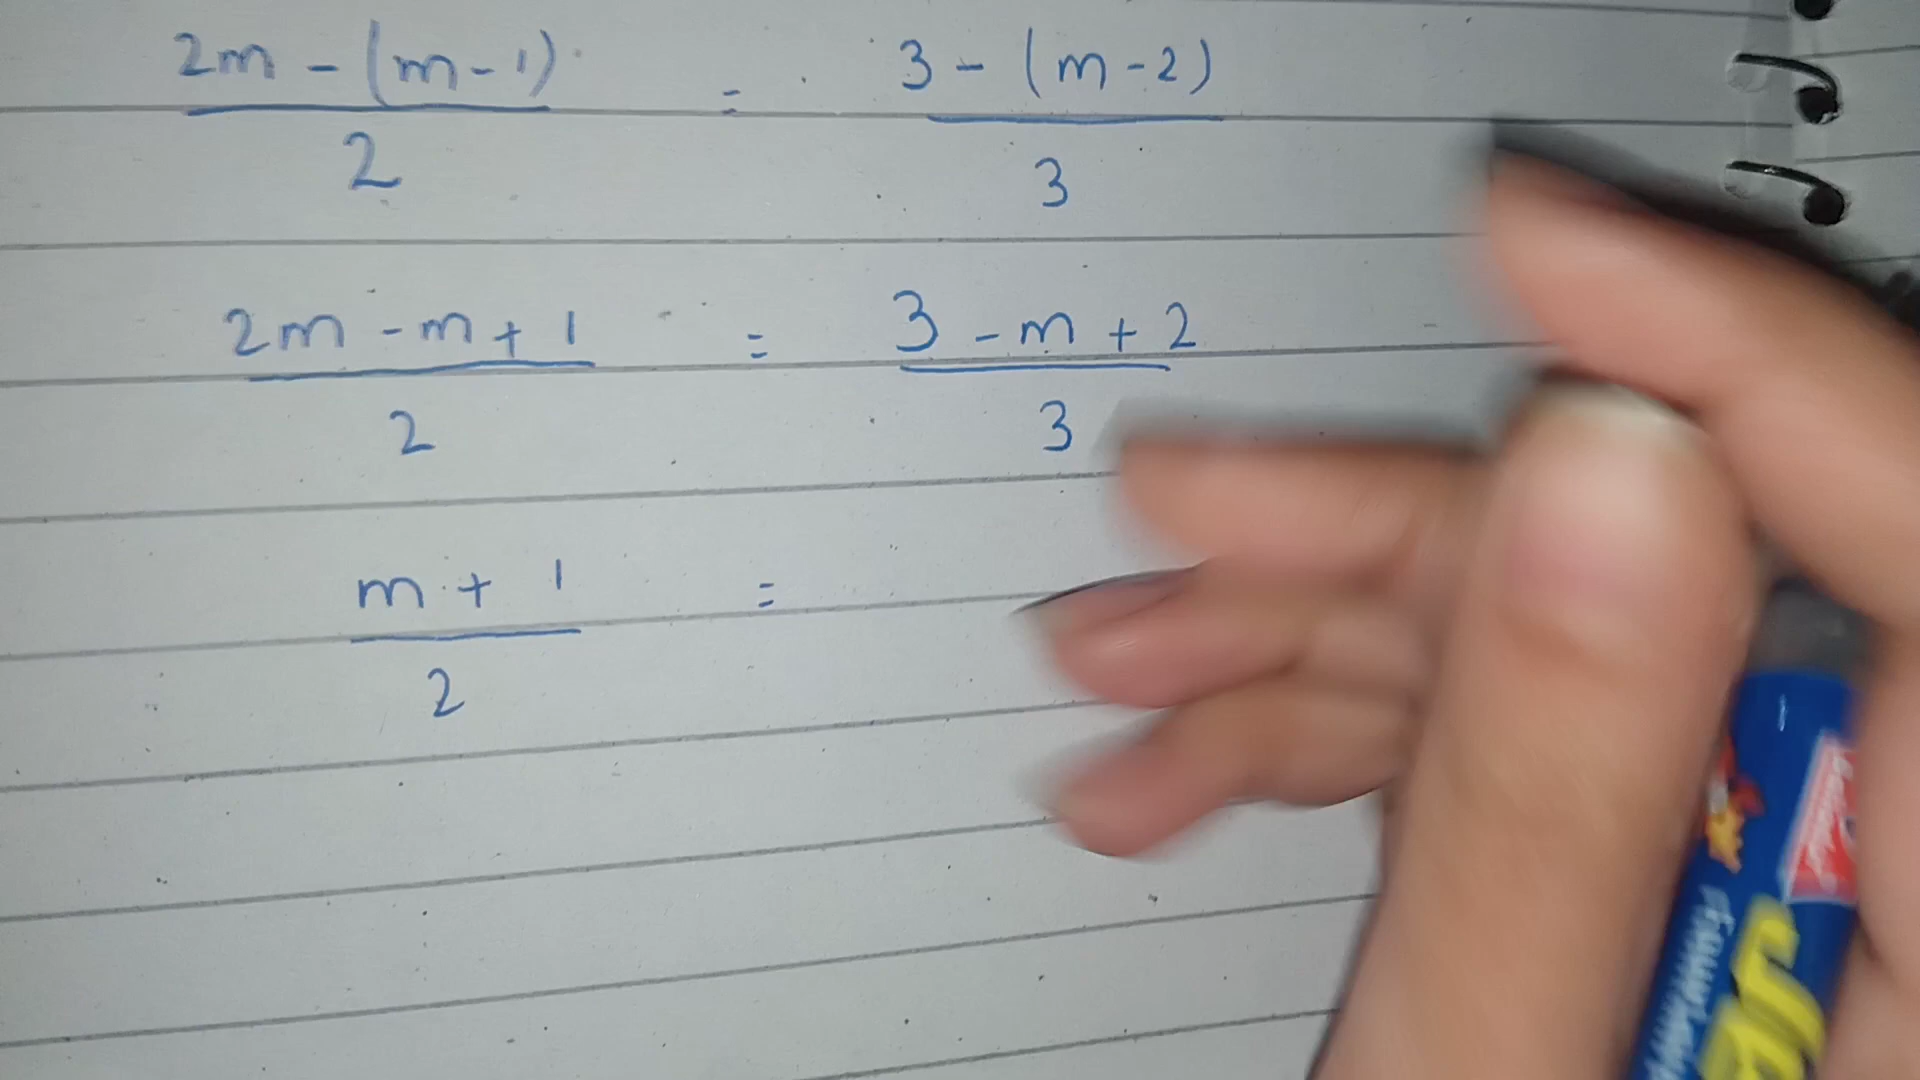 2m - (m - 1) = 3 - (m - 2)
2 3
2m - m + 1 = 3 - m + 2
2 3
m + 1 =
2